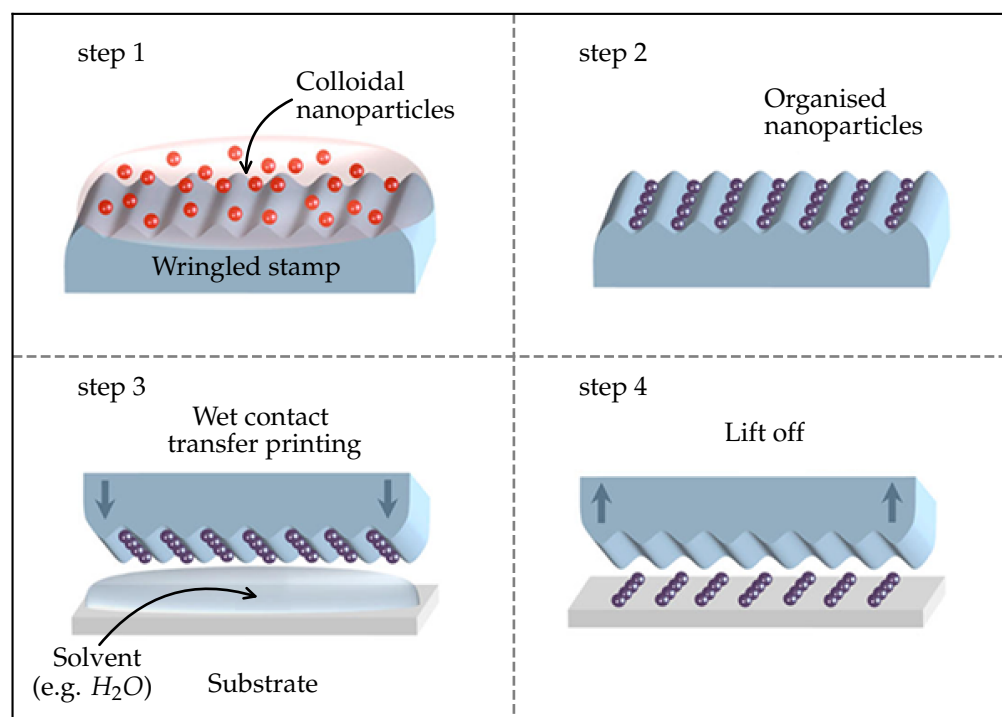 step 1
Colloidal
nanoparticles
Wringled stamp
step 2
Organised
nanoparticles
step 3
Wet contact
transfer printing
Solvent
(e.g. H₂O)
Substrate
step 4
Lift off